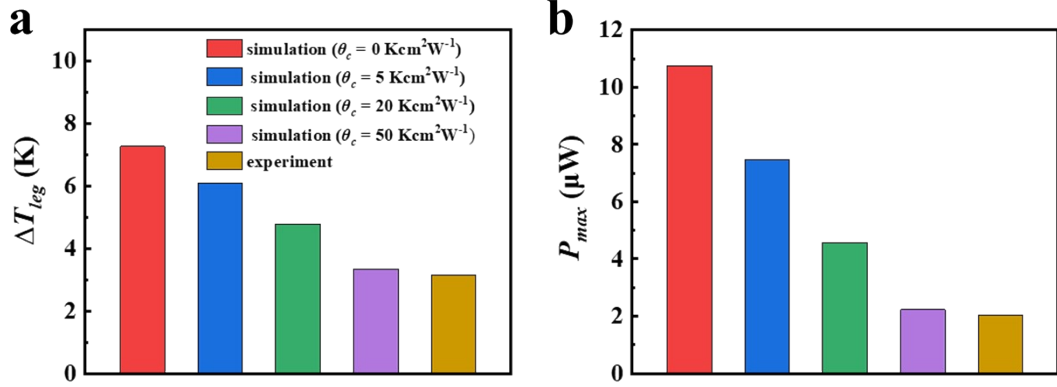 a
10
8
6
4
2
0
ΔT_leg (K)
simulation (θ_c = 0 Kcm²W⁻¹)
simulation (θ_c = 5 Kcm²W⁻¹)
simulation (θ_c = 20 Kcm²W⁻¹)
simulation (θ_c = 50 Kcm²W⁻¹)
experiment
b
12
10
8
6
4
2
0
P_max (μW)